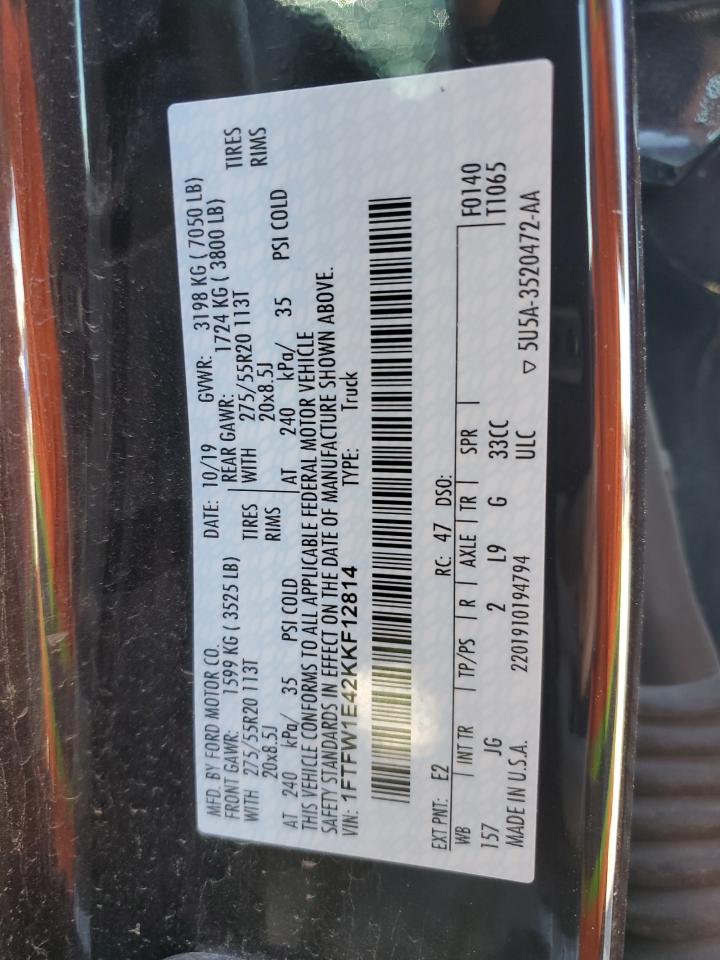 MFD. BY FORD MOTOR CO. DATE: 10/19 GVWR: 3198 KG ( 7050 LB)
FRONT GAWR: 1599 KG ( 3525 LB) REAR GAWR: 1724 KG ( 3800 LB)
WITH 275/55R20 113T TIRES WITH 275/55R20 113T TIRES
20x8.5J RIMS 20x8.5J RIMS
AT 240 kPa/ 35 PSI COLD AT 240 kPa/ 35 PSI COLD
THIS VEHICLE CONFORMS TO ALL APPLICABLE FEDERAL MOTOR VEHICLE
SAFETY STANDARDS IN EFFECT ON THE DATE OF MANUFACTURE SHOWN ABOVE.
VIN: 1FTFW1E42KKF12814 TYPE: Truck
EXT PNT: E2 RC: 47 DSO:
WB INT TR TP/PS R AXLE TR SPR F0140
157 JG 2 L9 G 33CC T1065
MADE IN U.S.A. 2201910194794 ULC ▽ 5U5A-3520472-AA